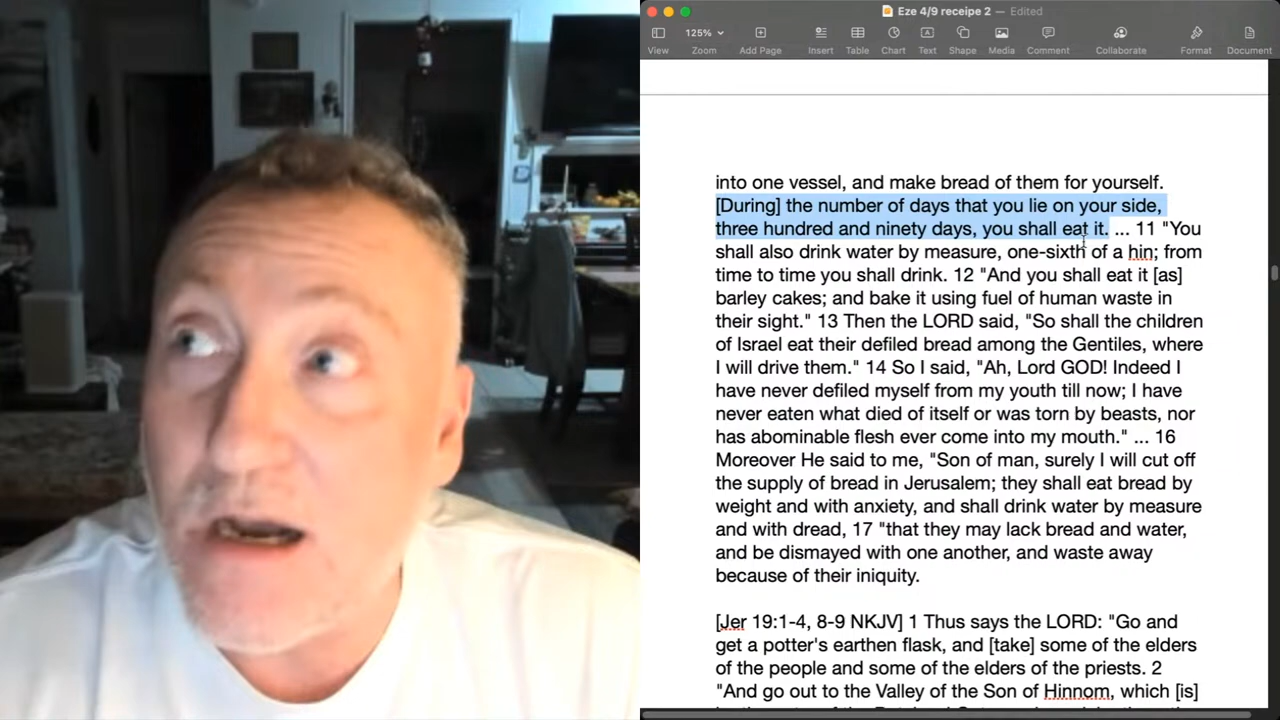 Eze 4/9 receipe 2 — Edited
125%
View Zoom Add Page Insert Table Chart Text Shape Media Comment Collaborate Format Document
into one vessel, and make bread of them for yourself.
[During] the number of days that you lie on your side,
three hundred and ninety days, you shall eat it. ... 11 "You
shall also drink water by measure, one-sixth of a hin; from
time to time you shall drink. 12 "And you shall eat it [as]
barley cakes; and bake it using fuel of human waste in
their sight." 13 Then the LORD said, "So shall the children
of Israel eat their defiled bread among the Gentiles, where
I will drive them." 14 So I said, "Ah, Lord GOD! Indeed I
have never defiled myself from my youth till now; I have
never eaten what died of itself or was torn by beasts, nor
has abominable flesh ever come into my mouth." ... 16
Moreover He said to me, "Son of man, surely I will cut off
the supply of bread in Jerusalem; they shall eat bread by
weight and with anxiety, and shall drink water by measure
and with dread, 17 "that they may lack bread and water,
and be dismayed with one another, and waste away
because of their iniquity.
[Jer 19:1-4, 8-9 NKJV] 1 Thus says the LORD: "Go and
get a potter's earthen flask, and [take] some of the elders
of the people and some of the elders of the priests. 2
"And go out to the Valley of the Son of Hinnom, which [is]